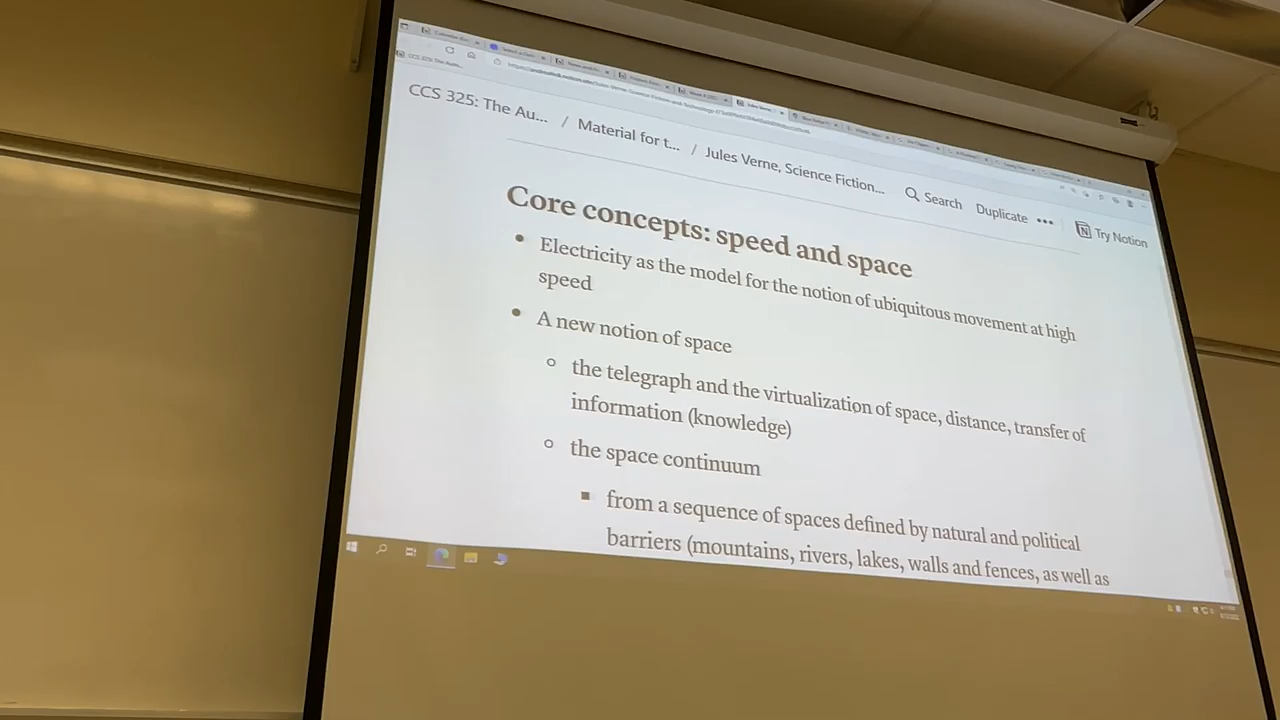 CCS 325: The Au... / Material for t... / Jules Verne, Science Fiction... Search Duplicate ••• Try Notion
Core concepts: speed and space
• Electricity as the model for the notion of ubiquitous movement at high
speed
• A new notion of space
○ the telegraph and the virtualization of space, distance, transfer of
information (knowledge)
○ the space continuum
▪ from a sequence of spaces defined by natural and political
barriers (mountains, rivers, lakes, walls and fences, as well as